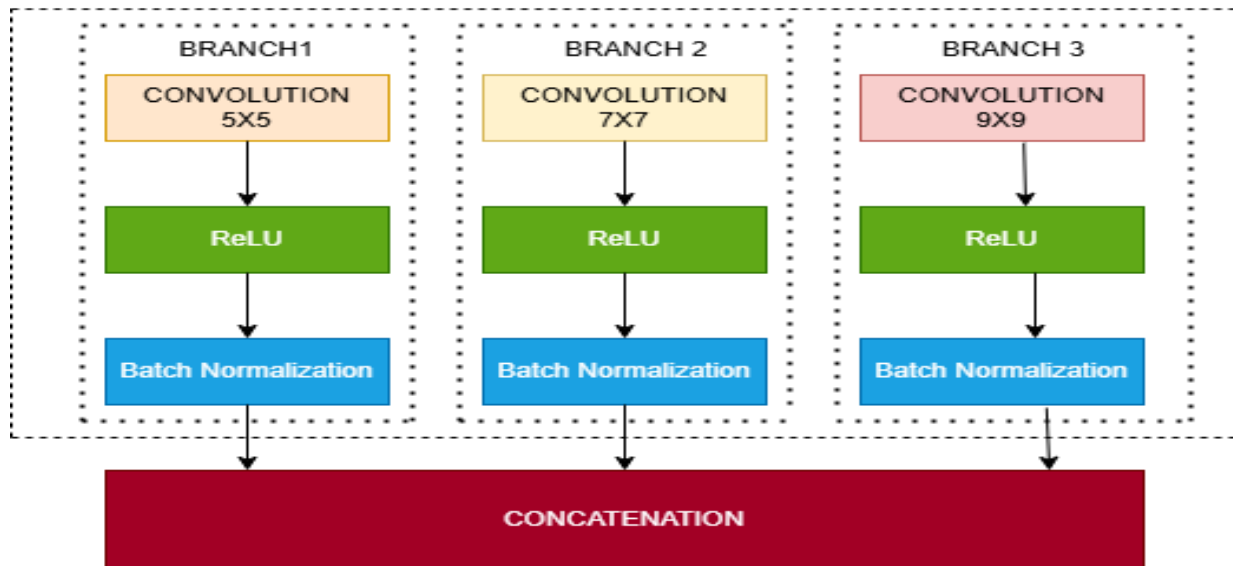 BRANCH1
CONVOLUTION
5X5
ReLU
Batch Normalization
BRANCH 2
CONVOLUTION
7X7
ReLU
Batch Normalization
BRANCH 3
CONVOLUTION
9X9
ReLU
Batch Normalization
CONCATENATION